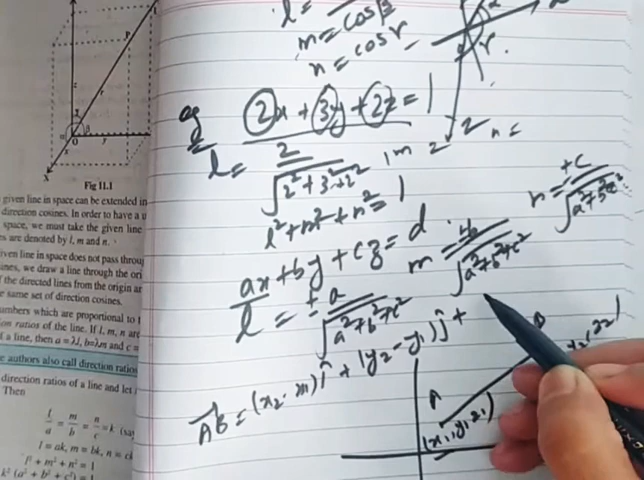 Fig 11.1
given line in space can be extended in
direction cosines. In order to have a u
space, we must take the given line
es are denoted by l, m and n.
iven line in space does not pass throu
ines, we draw a line through the ori
f the directed lines from the origin ar
e same set of direction cosines.
umbers which are proportional to t
ion ratios of the line. If l, m, n are
f a line, then a = λl, b=λm and c =
e authors also call direction ratios
direction ratios of a line and let l
Then
l/a = m/b = n/c = k (say
l = ak, m = bk, n = ck
l² + m² + n² = 1
k² (a² + b² + c²) = 1
l =
m = cos β
n = cos r
eg 2x + 3y + 2z = 1
l = 2/√(2²+3²+2²) , m = n =
l² + m² + n² = 1
ax + by + cz = d
l = ± a/√(a²+b²+c²) m = ± b/√(a²+b²+c²) n = ± c/√(a²+b²+c²)
AB = (x₂ - x₁) î + (y₂ - y₁) ĵ +
A
B
(x₁, y₁, z₁)